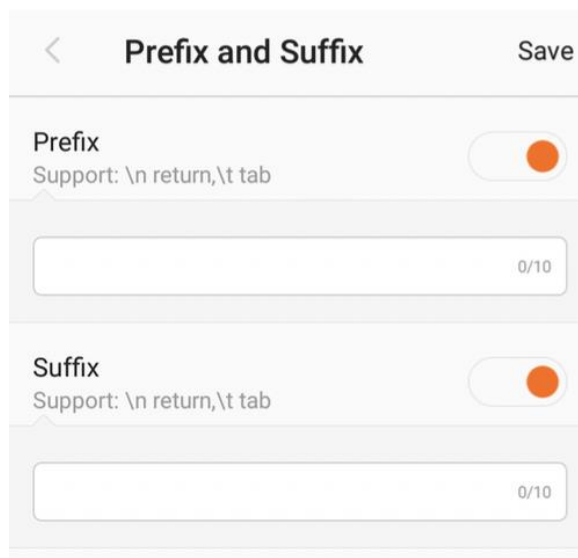 Prefix and Suffix Save
Prefix
Support: \n return,\t tab
0/10
Suffix
Support: \n return,\t tab
0/10